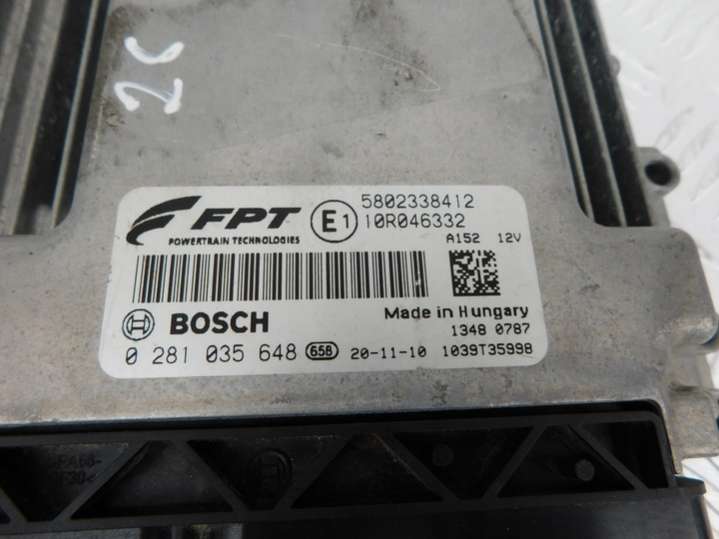 2C
FPT
POWERTRAIN TECHNOLOGIES
E1
5802338412
10R046332
A152 12V
BOSCH
Made in Hungary
1348 0787
0 281 035 648 658 20-11-10 1039T35998